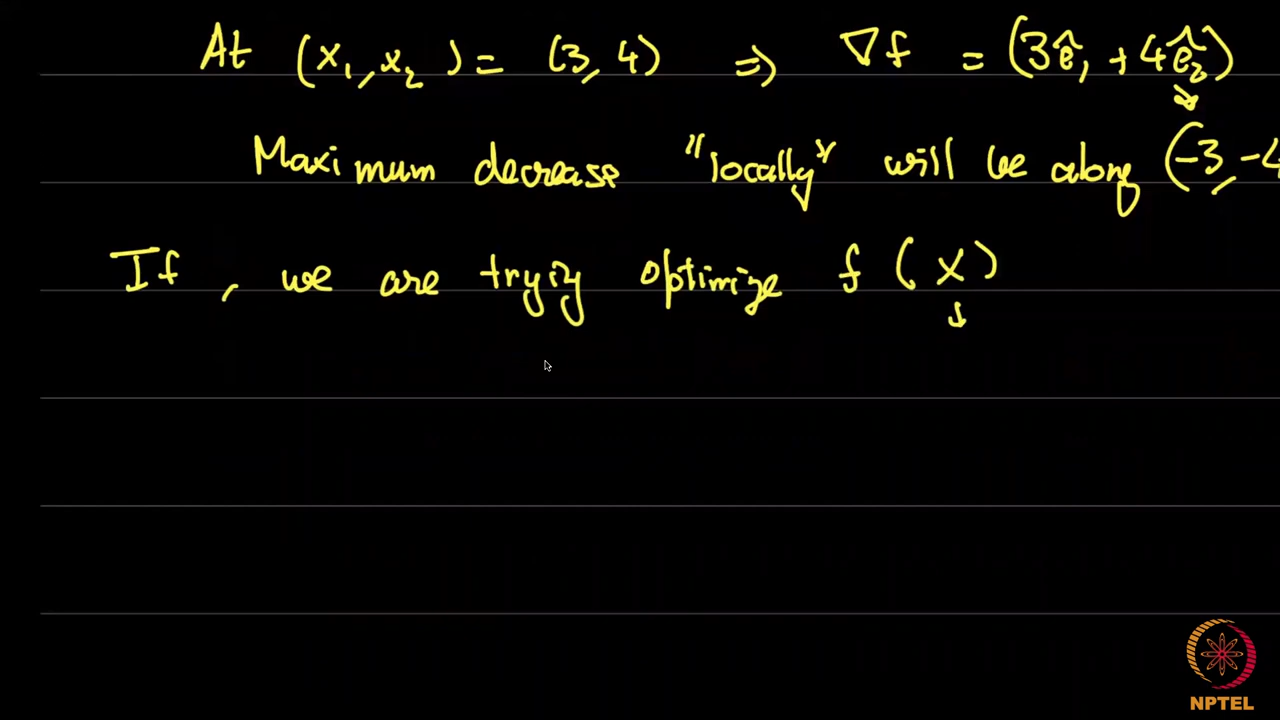 At (x₁, x₂) = (3, 4) ⇒ ∇f = (3ê₁ + 4ê₂)
↓
Maximum decrease "locally" will be along (-3, -4
If, we are tryig optimize f (x)
↓
NPTEL